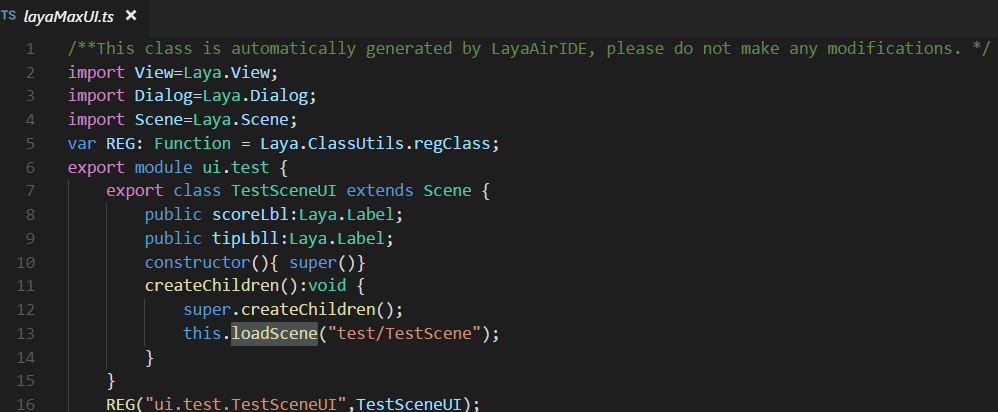 TS layaMaxUI.ts ×
1 /**This class is automatically generated by LayaAirIDE, please do not make any modifications. */
2 import View=Laya.View;
3 import Dialog=Laya.Dialog;
4 import Scene=Laya.Scene;
5 var REG: Function = Laya.ClassUtils.regClass;
6 export module ui.test {
7     export class TestSceneUI extends Scene {
8         public scoreLbl:Laya.Label;
9         public tipLbll:Laya.Label;
10         constructor(){ super()}
11         createChildren():void {
12             super.createChildren();
13             this.loadScene("test/TestScene");
14         }
15     }
16     REG("ui.test.TestSceneUI",TestSceneUI);